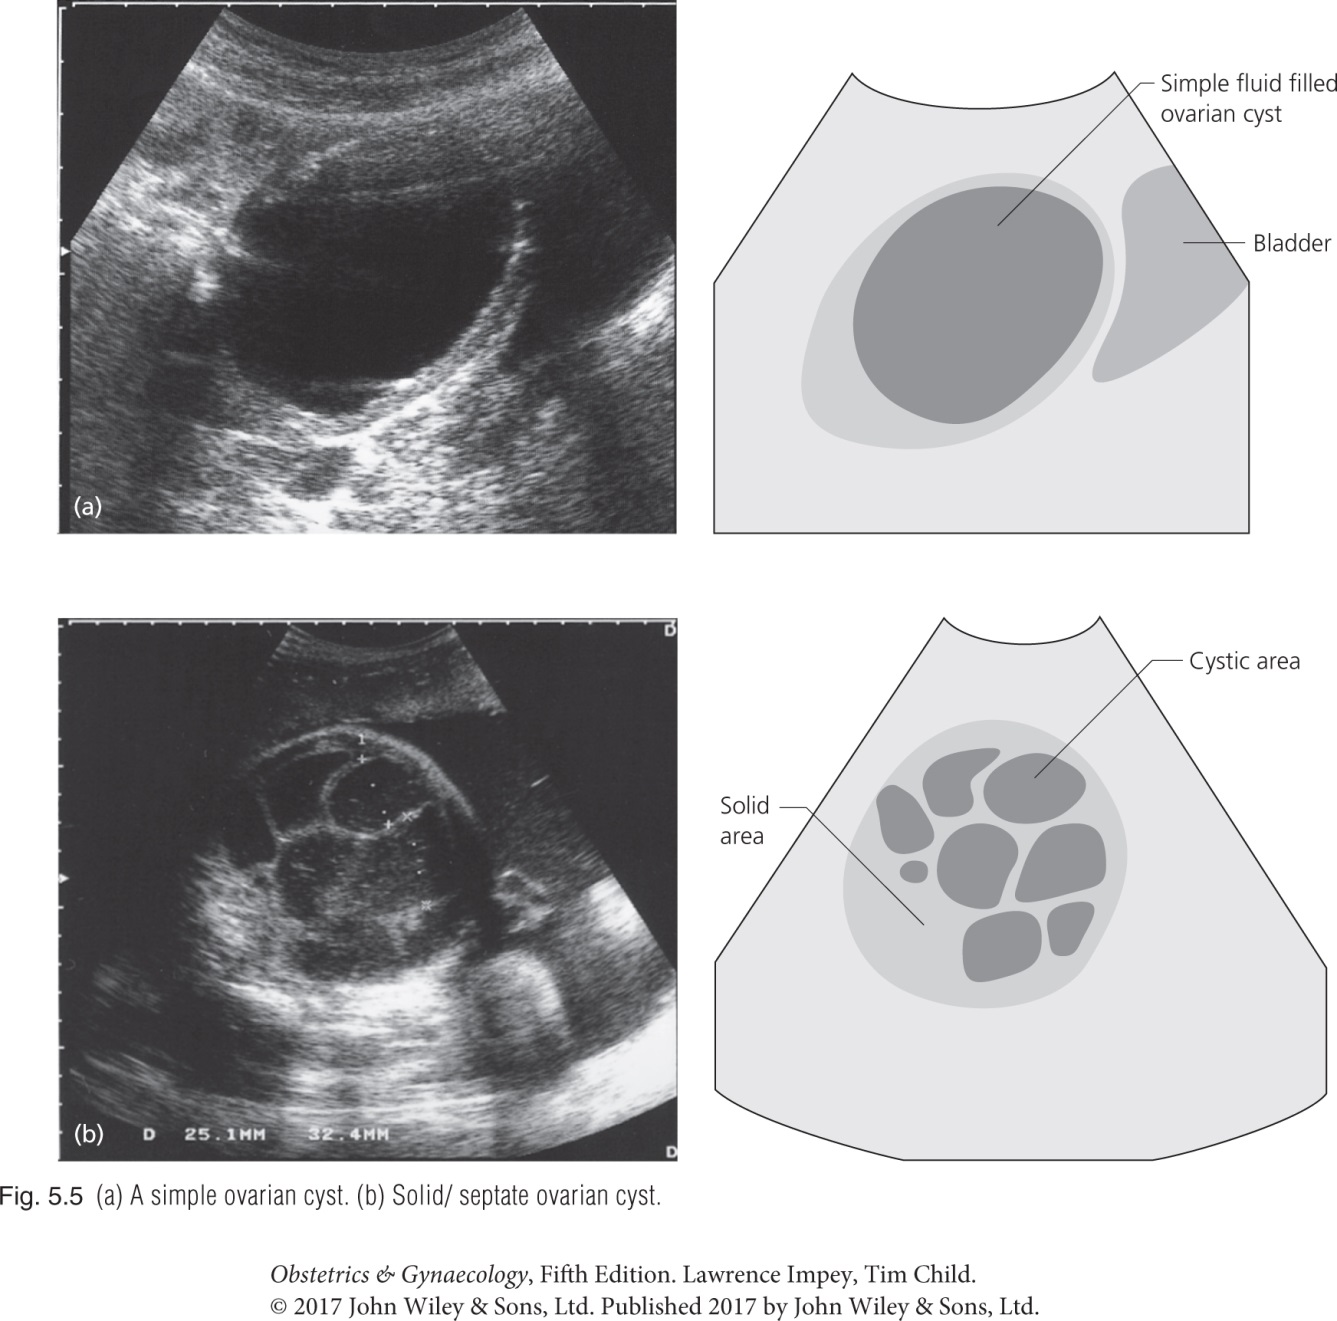 Simple fluid filled
ovarian cyst
Bladder
(a)
D
Cystic area
Solid
area
1
(b) D 25.1MM 32.4MM
D
Fig. 5.5 (a) A simple ovarian cyst. (b) Solid/ septate ovarian cyst.
Obstetrics & Gynaecology, Fifth Edition. Lawrence Impey, Tim Child.
© 2017 John Wiley & Sons, Ltd. Published 2017 by John Wiley & Sons, Ltd.